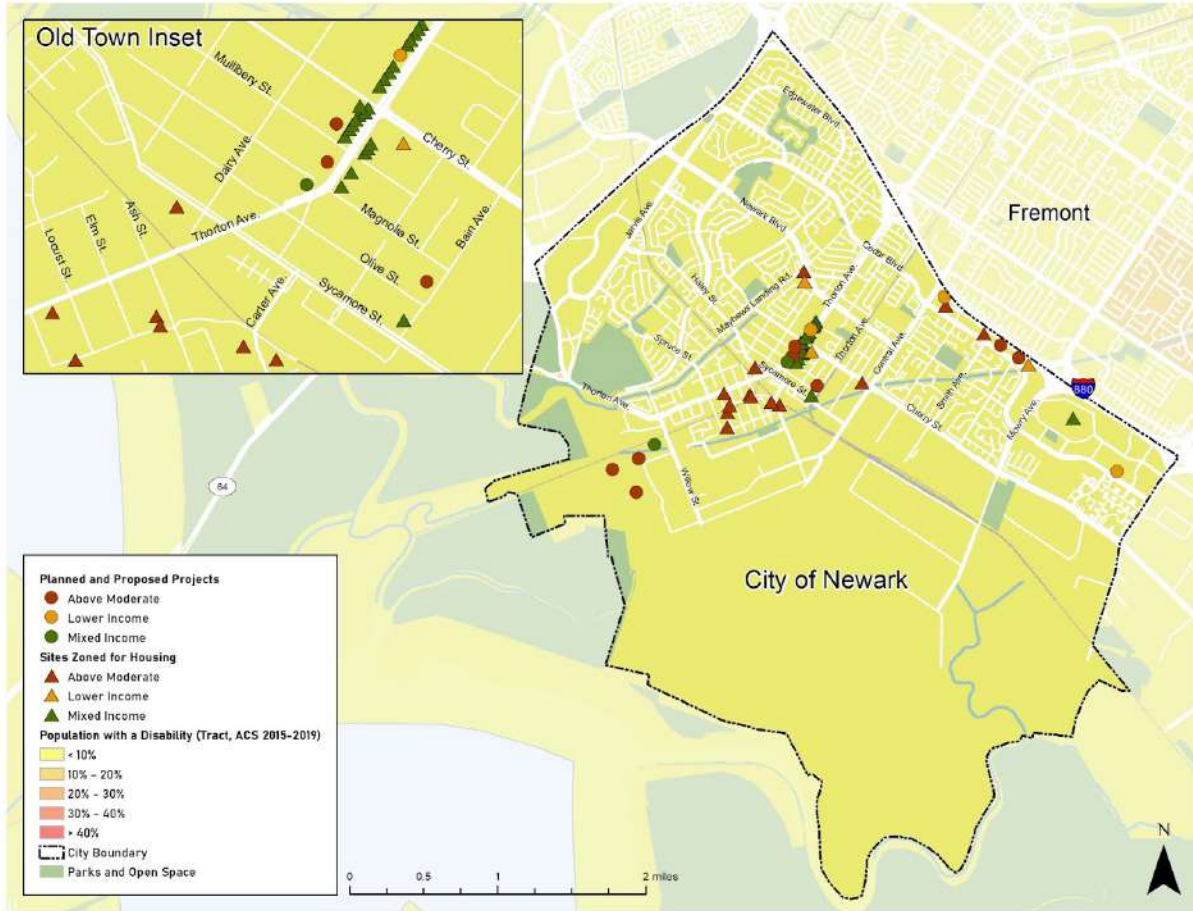 Old Town Inset
Mullibery St.
Cherry St.
Dairy Ave.
Magnolia St.
Bain Ave.
Thorton Ave.
Ash St.
Elm St.
Locust St.
Olive St.
Sycamore St.
Carter Ave.
Edgewater Blvd.
Fremont
Jarvis Ave.
Newark Blvd.
Cedar Blvd.
Haley St.
Mayhews Landing Rd.
Thorton Ave.
Spruce St.
Thorton Ave.
Central Ave.
Sycamore St.
Smith Ave.
Thorton Ave.
Cherry St.
Mowry Ave.
880
Willow St.
84
City of Newark
Planned and Proposed Projects
Above Moderate
Lower Income
Mixed Income
Sites Zoned for Housing
Above Moderate
Lower Income
Mixed Income
Population with a Disability (Tract, ACS 2015-2019)
< 10%
10% - 20%
20% - 30%
30% - 40%
> 40%
City Boundary
Parks and Open Space
0 0.5 1 2 miles
N